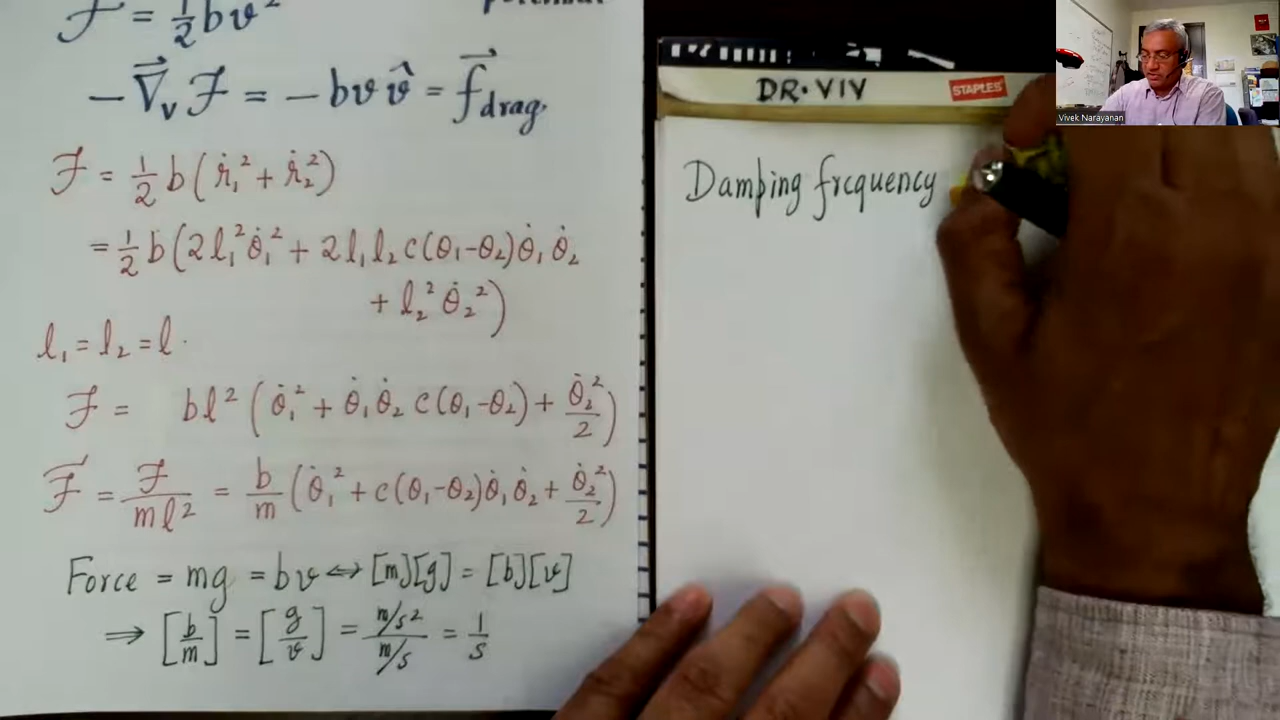 𝓕 = ½ b v²
− ∇⃗ᵥ 𝓕 = − b v v̂ = f⃗drag.
𝓕 = ½ b (ṙ₁² + ṙ₂²)
= ½ b (2 l₁² θ̇₁² + 2 l₁ l₂ c(θ₁−θ₂) θ̇₁ θ̇₂
+ l₂² θ̇₂²)
l₁ = l₂ = l.
𝓕 = b l² (θ̇₁² + θ̇₁ θ̇₂ c(θ₁−θ₂) + θ̇₂²/2)
𝓕̃ = 𝓕/(m l²) = b/m (θ̇₁² + c(θ₁−θ₂) θ̇₁ θ̇₂ + θ̇₂²/2)
Force = mg = bv ↔ [m][g] = [b][v]
⇒ [b/m] = [g/v] = (m/s²)/(m/s) = 1/s
DR. VIV
STAPLES
Damping frequency
Vivek Narayanan